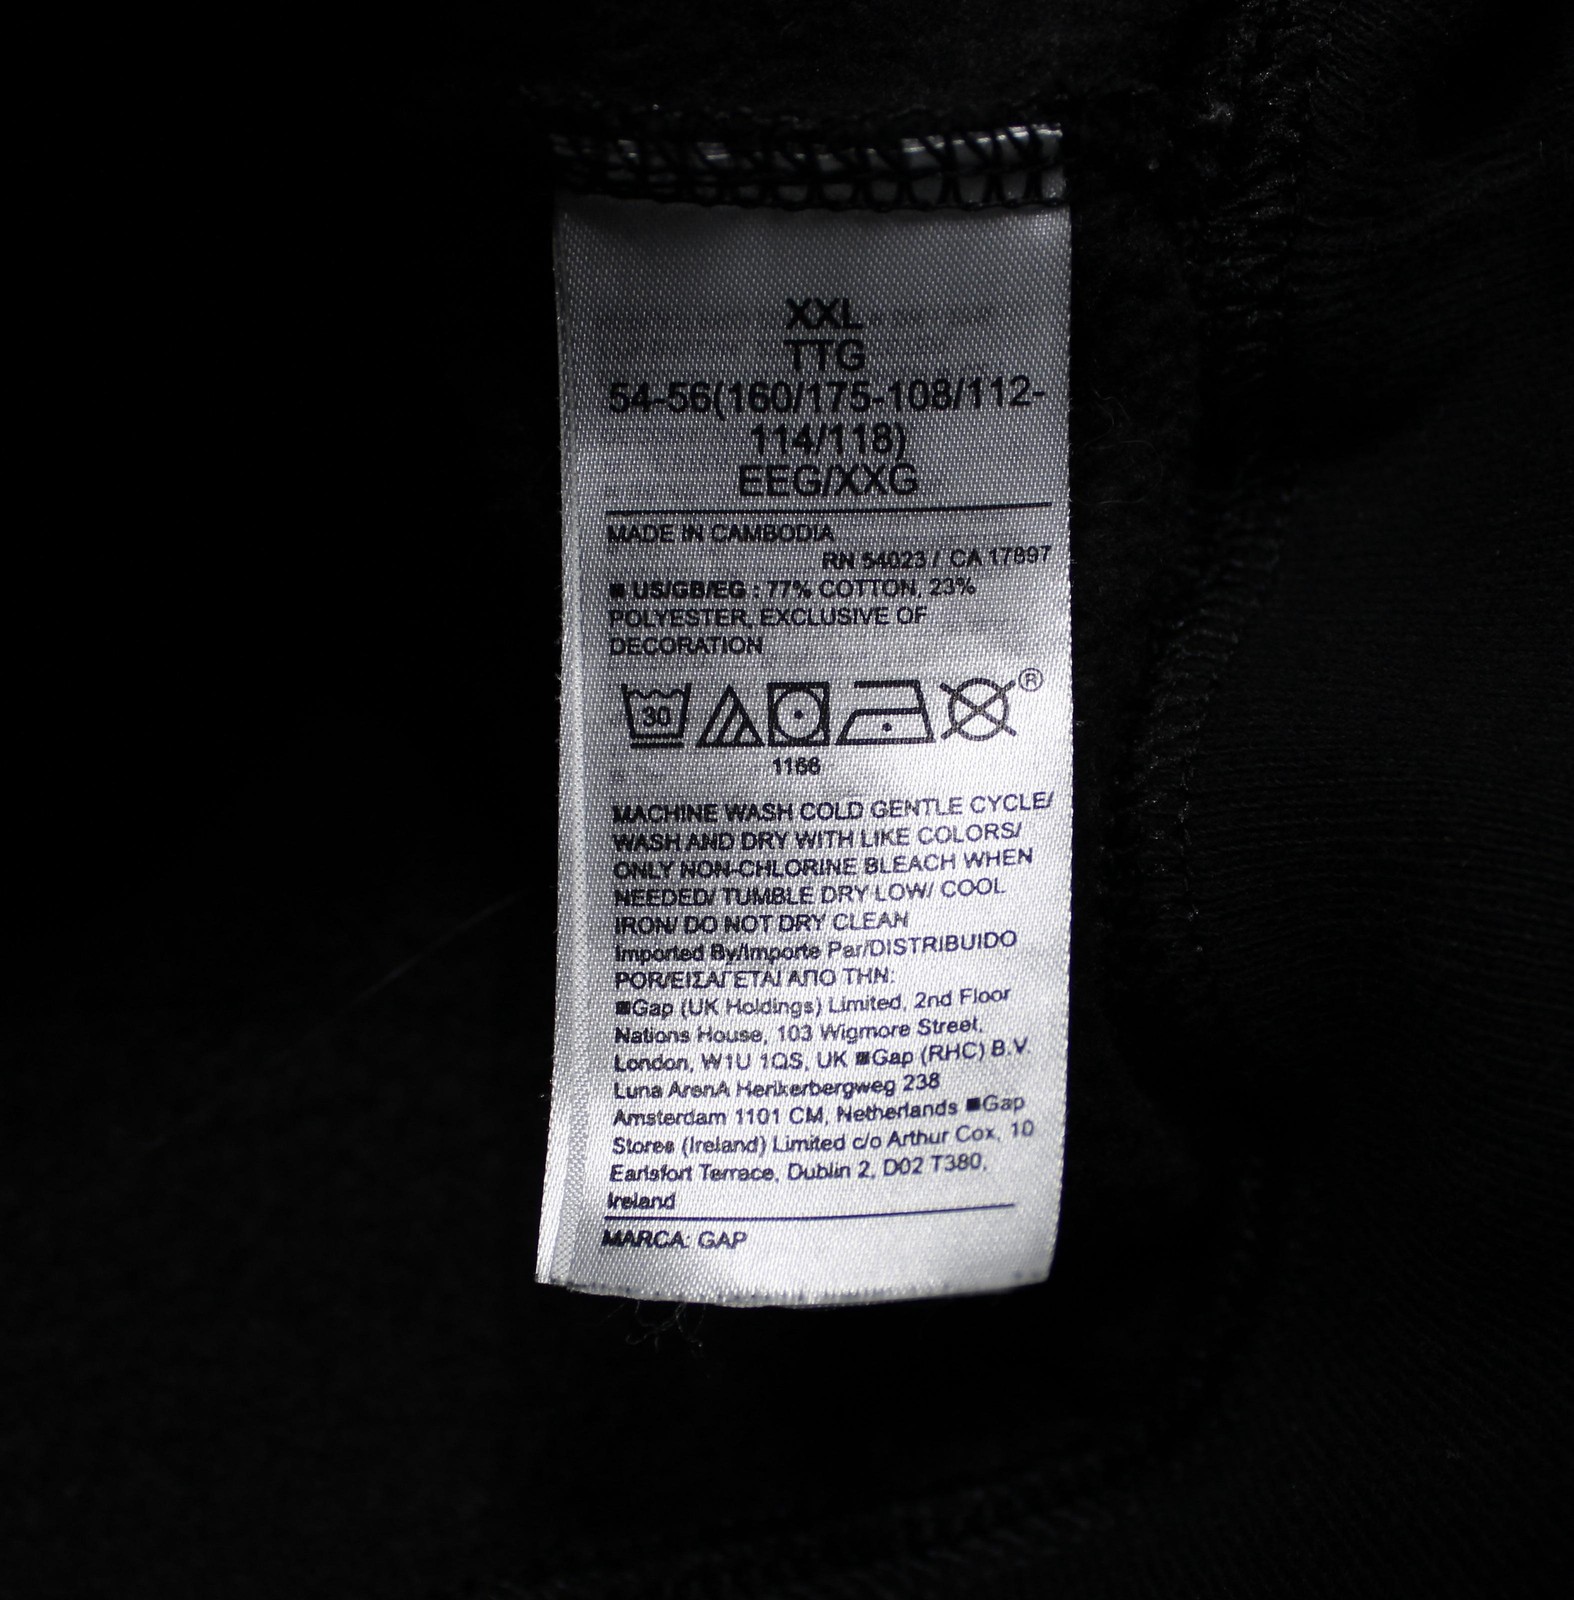 XXL
TTG
54-56(160/175-108/112-
114/118)
EEG/XXG
MADE IN CAMBODIA
RN 54023 / CA 17897
■ US/GB/EG : 77% COTTON, 23%
POLYESTER, EXCLUSIVE OF
DECORATION
30
®
1166
MACHINE WASH COLD GENTLE CYCLE/
WASH AND DRY WITH LIKE COLORS/
ONLY NON-CHLORINE BLEACH WHEN
NEEDED/ TUMBLE DRY LOW/ COOL
IRON/ DO NOT DRY CLEAN
Imported By/Importe Par/DISTRIBUIDO
POR/ΕΙΣΑΓΕΤΑΙ ΑΠΟ ΤΗΝ:
■Gap (UK Holdings) Limited, 2nd Floor
Nations House, 103 Wigmore Street,
London, W1U 1QS, UK ■Gap (RHC) B.V.
Luna ArenA Herikerbergweg 238
Amsterdam 1101 CM, Netherlands ■Gap
Stores (Ireland) Limited c/o Arthur Cox, 10
Earlsfort Terrace, Dublin 2, D02 T380,
Ireland
MARCA: GAP